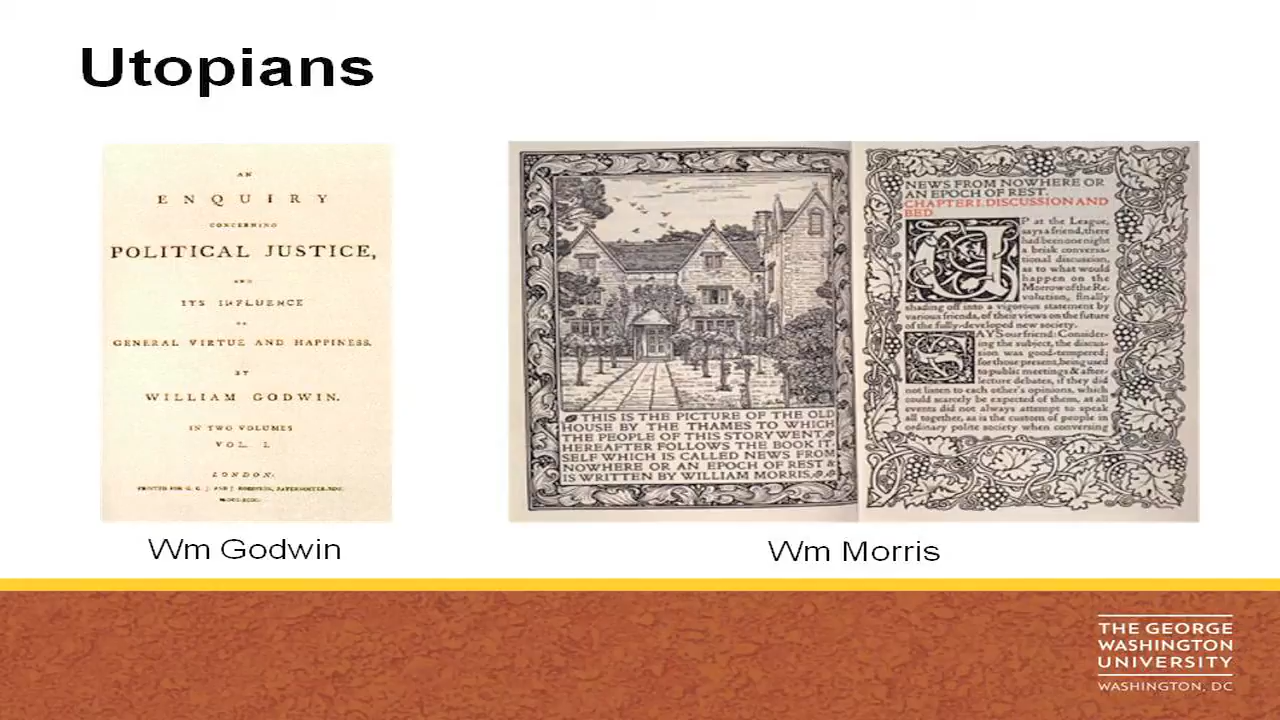 Utopians
AN
ENQUIRY
CONCERNING
POLITICAL JUSTICE,
AND
ITS INFLUENCE
ON
GENERAL VIRTUE AND HAPPINESS.
BY
WILLIAM GODWIN.
IN TWO VOLUMES
VOL. I.
LONDON:
Wm Godwin
THIS IS THE PICTURE OF THE OLD
HOUSE BY THE THAMES TO WHICH
THE PEOPLE OF THIS STORY WENT
HEREAFTER FOLLOWS THE BOOK IT-
SELF WHICH IS CALLED NEWS FROM
NOWHERE OR AN EPOCH OF REST &
IS WRITTEN BY WILLIAM MORRIS
NEWS FROM NOWHERE OR
AN EPOCH OF REST.
CHAPTER I. DISCUSSION AND
BED
UP at the League,
says a friend, there
had been one night
a brisk conversa-
tional discussion,
as to what would
happen on the
Morrow of the Re-
volution, finally
shading off into a vigorous statement by
various friends, of their views on the future
of the fully-developed new society.
SAYS our friend: Consider-
ing the subject, the discus-
sion was good-tempered;
for those present, being used
to public meetings & after-
lecture debates, if they did
not listen to each other's opinions, which
could scarcely be expected of them, at all
events did not always attempt to speak
all together, as is the custom of people in
ordinary polite society when conversing
Wm Morris
THE GEORGE
WASHINGTON
UNIVERSITY
WASHINGTON, DC